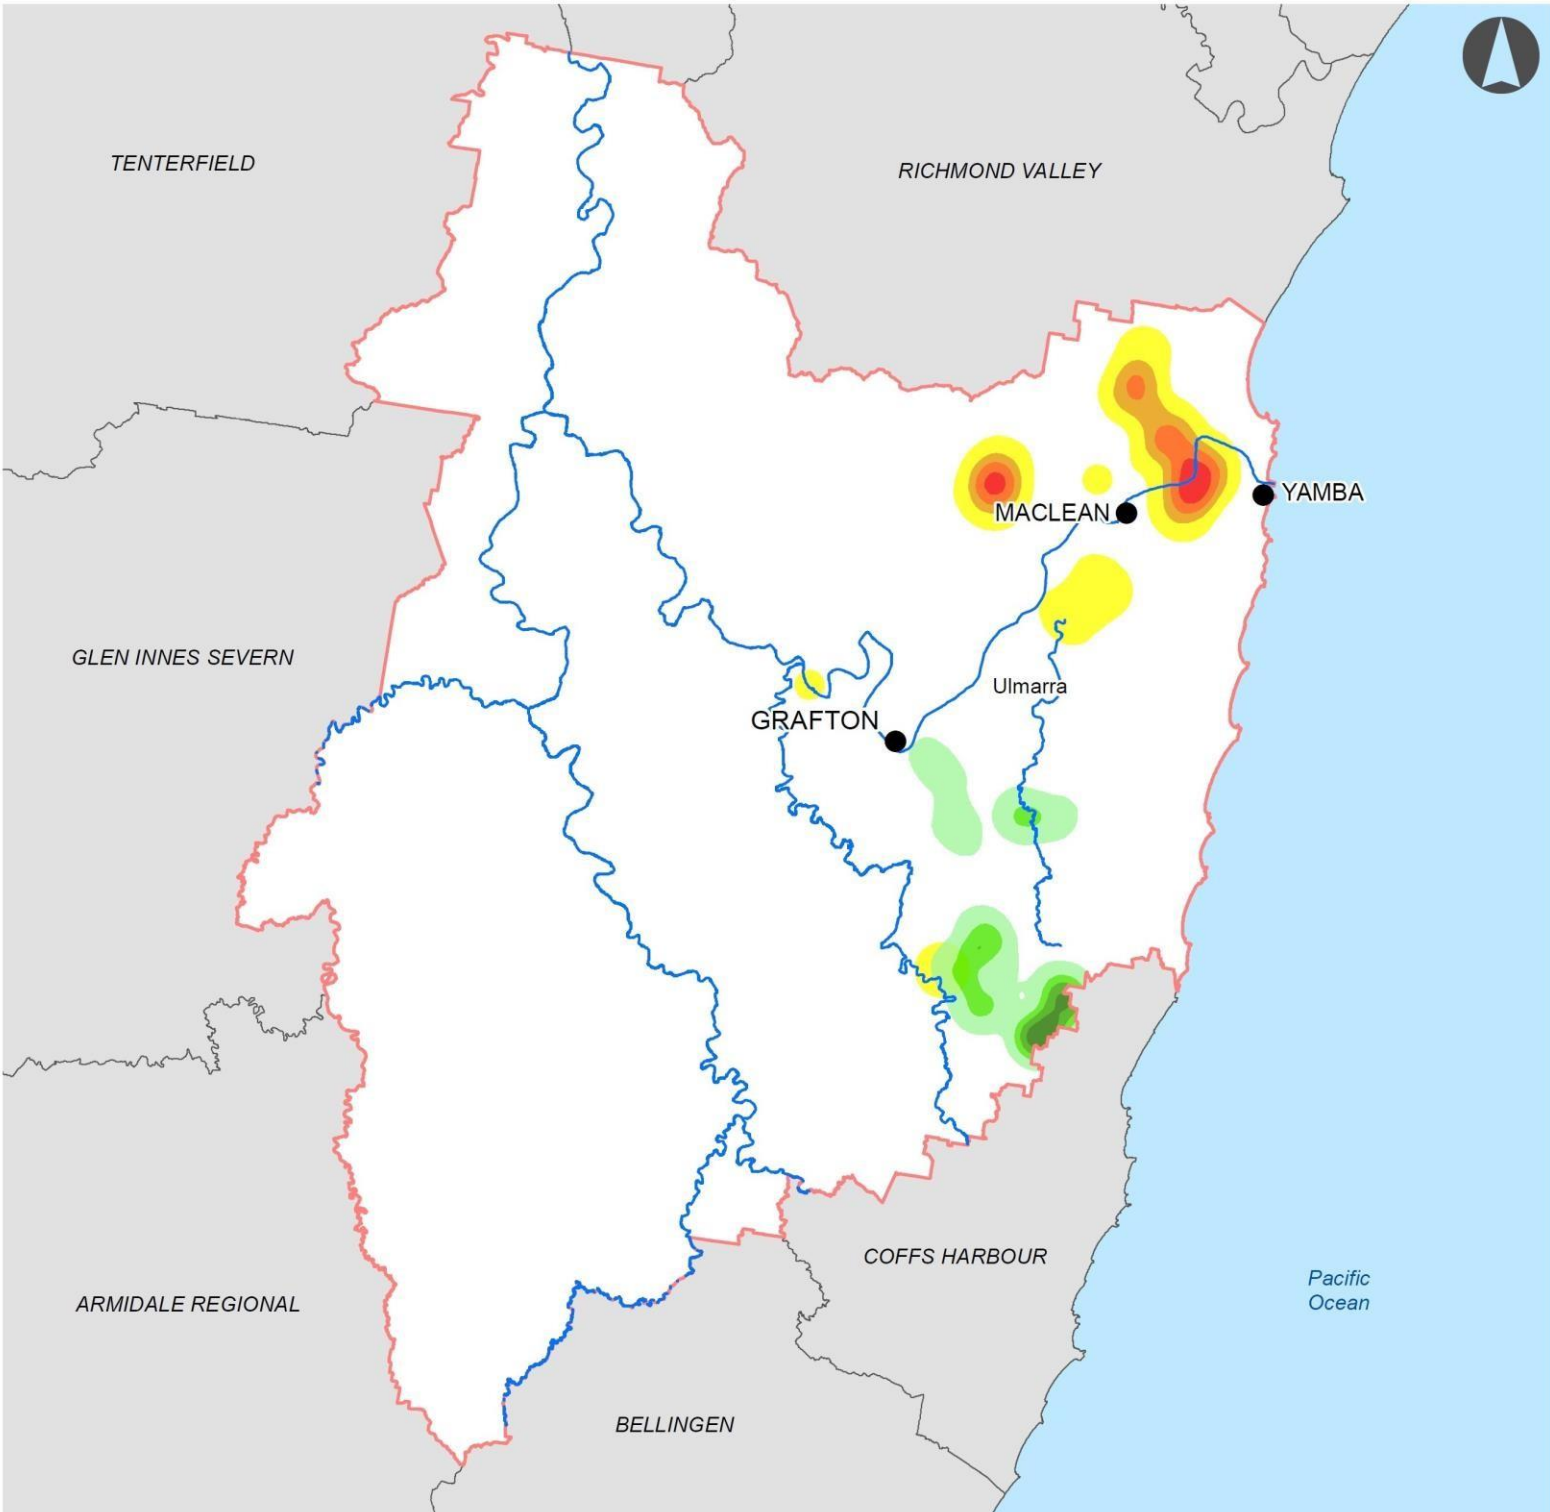 TENTERFIELD
RICHMOND VALLEY
YAMBA
MACLEAN
GLEN INNES SEVERN
Ulmarra
GRAFTON
COFFS HARBOUR
Pacific
Ocean
ARMIDALE REGIONAL
BELLINGEN